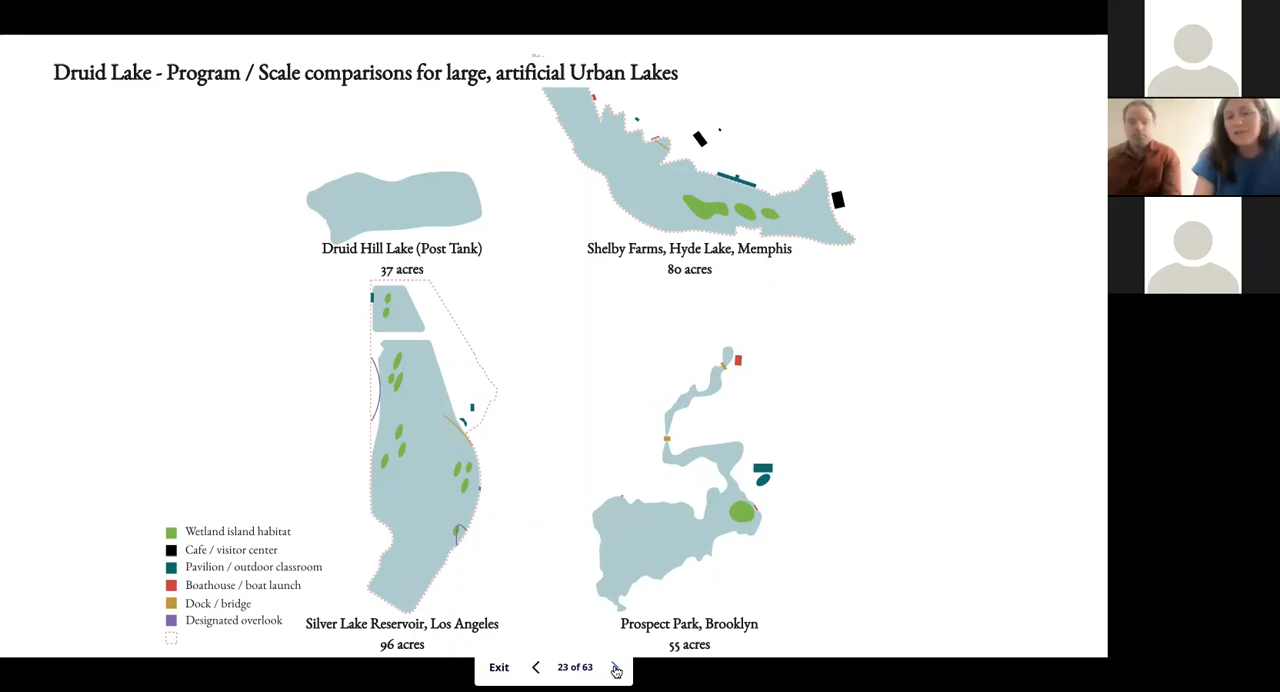 Druid Lake - Program / Scale comparisons for large, artificial Urban Lakes
Druid Hill Lake (Post Tank)
37 acres
Shelby Farms, Hyde Lake, Memphis
80 acres
Wetland island habitat
Cafe / visitor center
Pavilion / outdoor classroom
Boathouse / boat launch
Dock / bridge
Designated overlook
Silver Lake Reservoir, Los Angeles
96 acres
Prospect Park, Brooklyn
55 acres
Exit
23 of 63